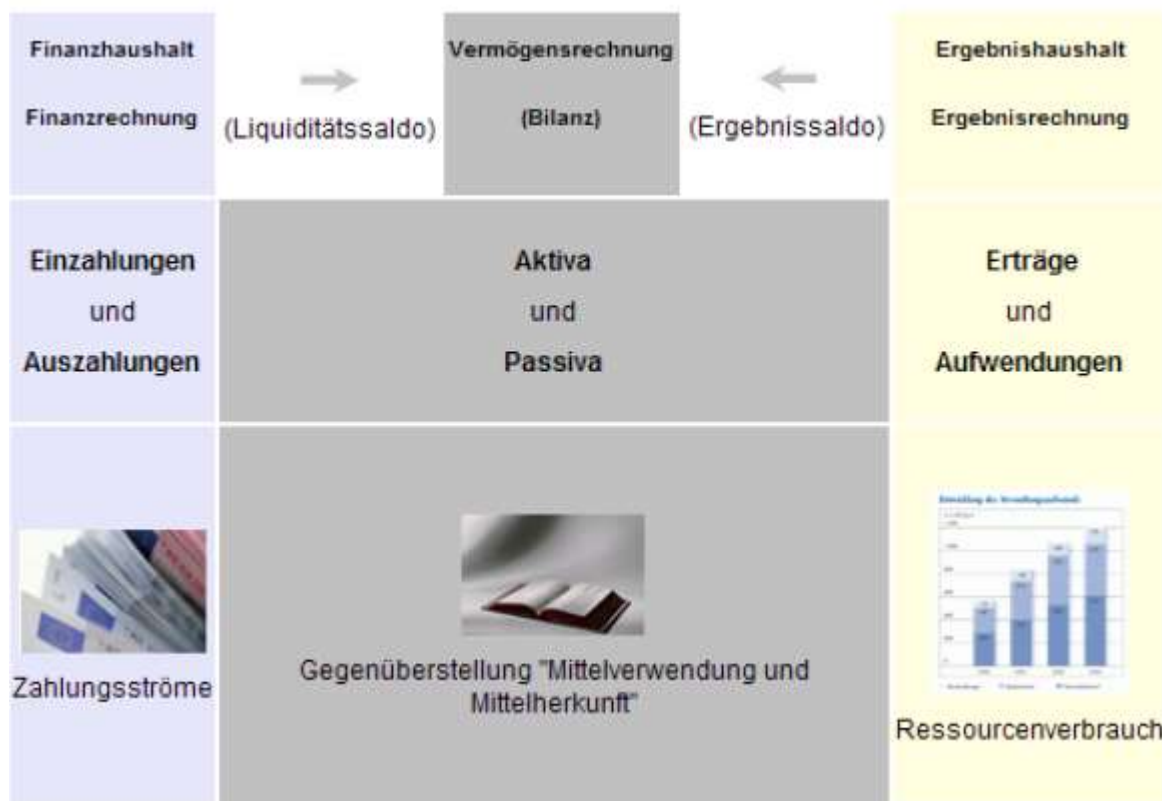 Finanzhaushalt
Finanzrechnung
(Liquiditätssaldo)
Vermögensrechnung
(Bilanz)
(Ergebnissaldo)
Ergebnishaushalt
Ergebnisrechnung
Einzahlungen
und
Auszahlungen
Aktiva
und
Passiva
Erträge
und
Aufwendungen
Zahlungsströme
Gegenüberstellung "Mittelverwendung und
Mittelherkunft"
Ressourcenverbrauch